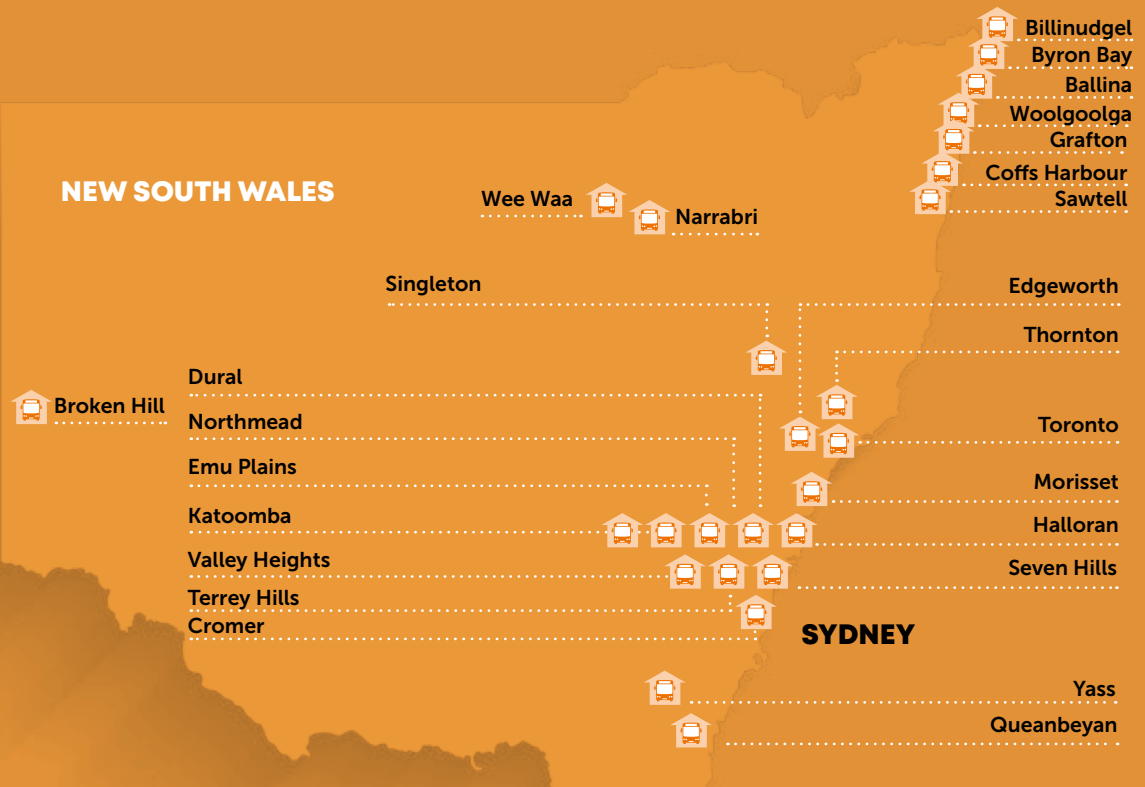 Billinudgel
Byron Bay
Ballina
Woolgoolga
Grafton
Coffs Harbour
Sawtell
NEW SOUTH WALES
Wee Waa
Narrabri
Singleton
Edgeworth
Thornton
Dural
Broken Hill
Northmead
Toronto
Emu Plains
Morisset
Katoomba
Halloran
Valley Heights
Seven Hills
Terrey Hills
Cromer
SYDNEY
Yass
Queanbeyan